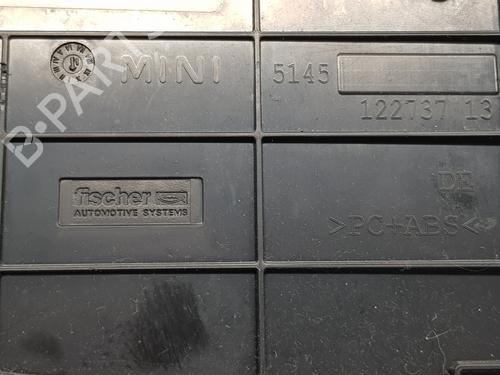 MINI 5145
122737 13
fischer
AUTOMOTIVE SYSTEMS
DE
>PC+ABS<
B-PARTS